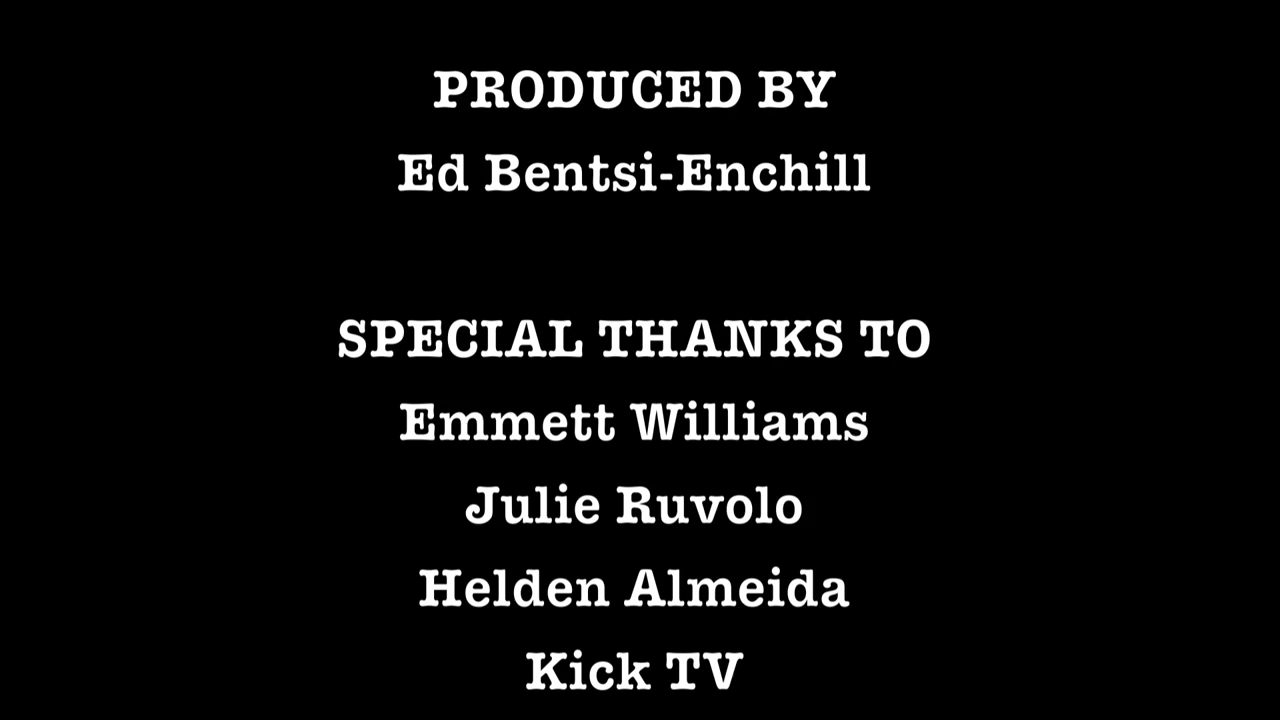 PRODUCED BY
Ed Bentsi-Enchill
SPECIAL THANKS TO
Emmett Williams
Julie Ruvolo
Helden Almeida
Kick TV